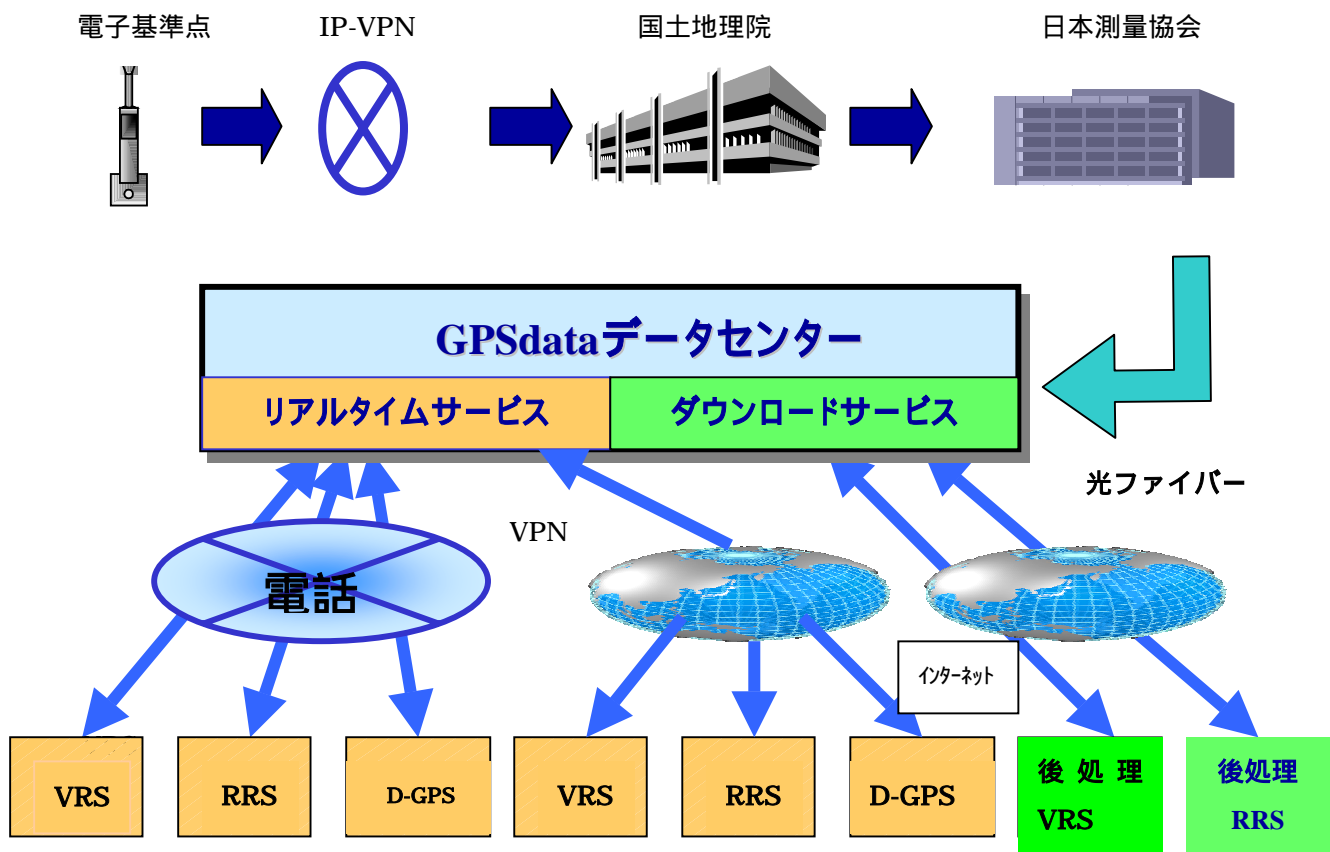 電子基準点
IP-VPN
国土地理院
日本測量協会
GPSdataデータセンター
リアルタイムサービス
ダウンロードサービス
光ファイバー
VPN
電話
インターネット
VRS
RRS
D-GPS
VRS
RRS
D-GPS
後 処 理
VRS
後処理
RRS